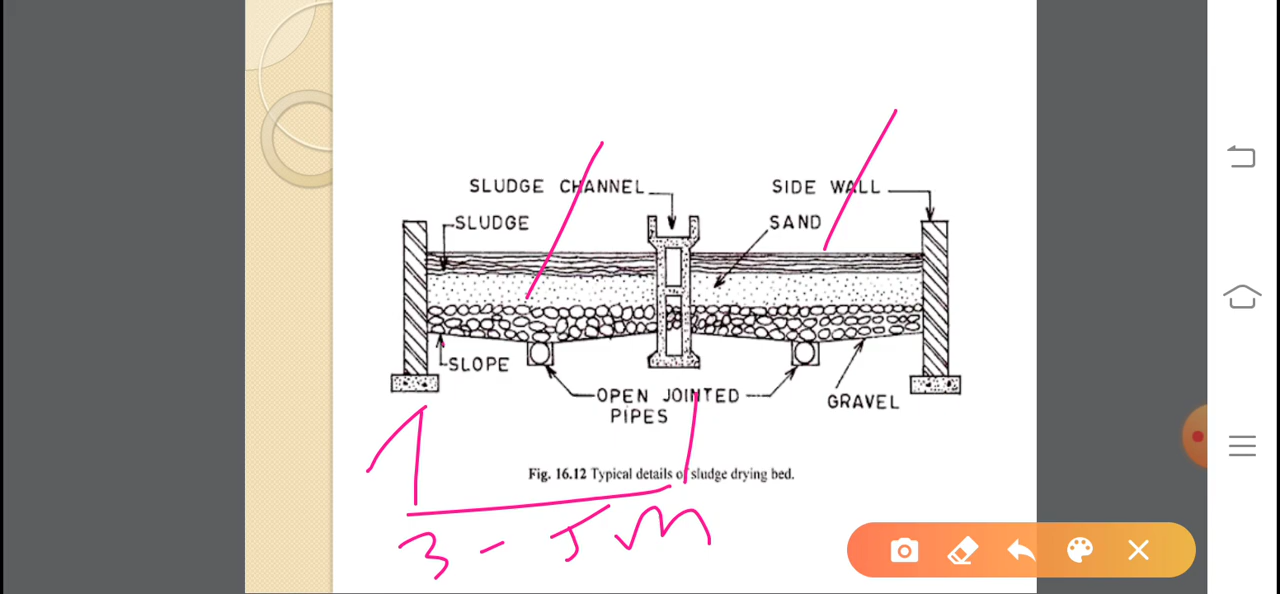 SLUDGE CHANNEL
SIDE WALL
SLUDGE
SAND
SLOPE
OPEN JOINTED
PIPES
GRAVEL
Fig. 16.12 Typical details of sludge drying bed.
3 - 5 m